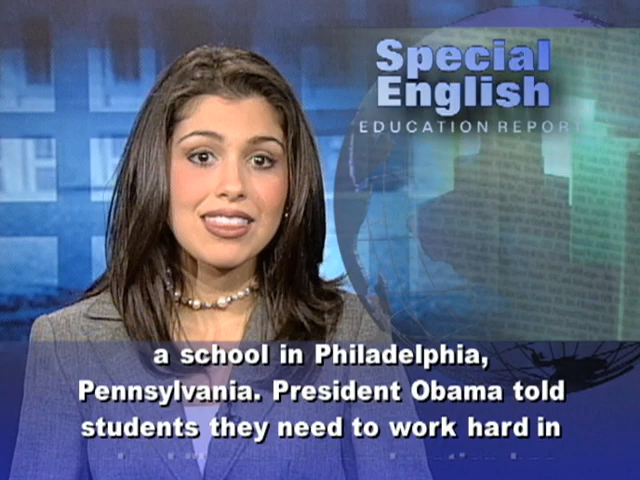 Special
English
EDUCATION REPORT
a school in Philadelphia,
Pennsylvania. President Obama told
students they need to work hard in